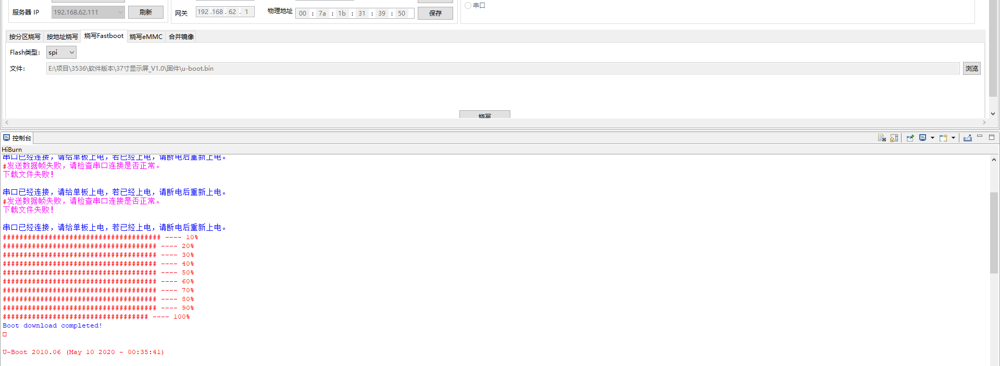 服务器 IP
192.168.62.111
刷新
网关
192 .168 . 62 . 1
物理地址
00 : 7a : 1b : 31 : 39 : 50
保存
串口
按分区烧写 按地址烧写 烧写Fastboot 烧写eMMC 合并镜像
Flash类型: spi
文件: E:\项目\3536\软件版本\37寸显示屏_V1.0\固件\u-boot.bin 浏览
烧写
控制台
HiBurn
串口已经连接，请给单板上电，若已经上电，请断电后重新上电。
#发送数据帧失败，请检查串口连接是否正常。
下载文件失败!
串口已经连接，请给单板上电，若已经上电，请断电后重新上电。
#发送数据帧失败，请检查串口连接是否正常。
下载文件失败!
串口已经连接，请给单板上电，若已经上电，请断电后重新上电。
###################################### ---- 10%
##################################### ---- 20%
##################################### ---- 30%
##################################### ---- 40%
##################################### ---- 50%
##################################### ---- 60%
##################################### ---- 70%
##################################### ---- 80%
##################################### ---- 90%
################################### ---- 100%
Boot download completed!
□
U-Boot 2010.06 (May 10 2020 - 00:35:41)